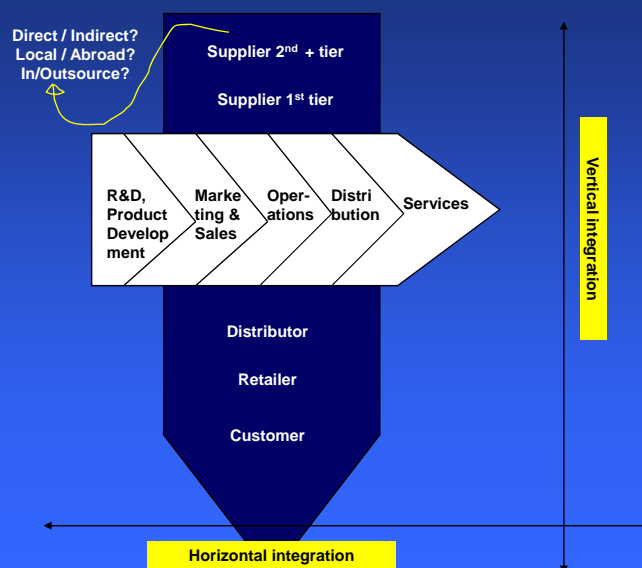 Direct / Indirect?
Local / Abroad?
In/Outsource?
Supplier 2nd + tier
Supplier 1st tier
R&D,
Product
Develop
ment
Marke
ting &
Sales
Oper-
ations
Distri
bution
Services
Vertical integration
Distributor
Retailer
Customer
Horizontal integration